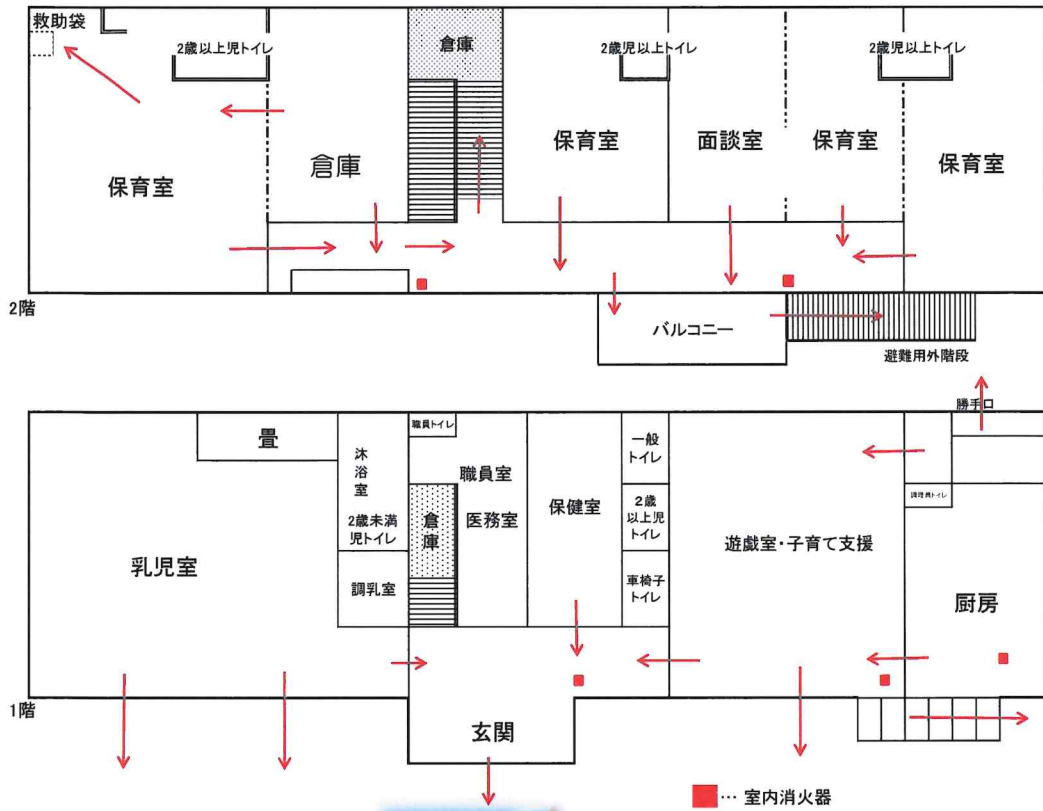 救助袋
2歳以上児トイレ
倉庫
2歳児以上トイレ
2歳児以上トイレ
保育室
倉庫
保育室
面談室
保育室
保育室
2階
バルコニー
避難用外階段
勝手口
畳
沐浴室
2歳未満
児トイレ
調乳室
職員トイレ
職員室
医務室
倉庫
保健室
一般
トイレ
2歳
以上児
トイレ
車椅子
トイレ
乳児室
遊戯室・子育て支援
調理員トイレ
厨房
1階
玄関
… 室内消火器